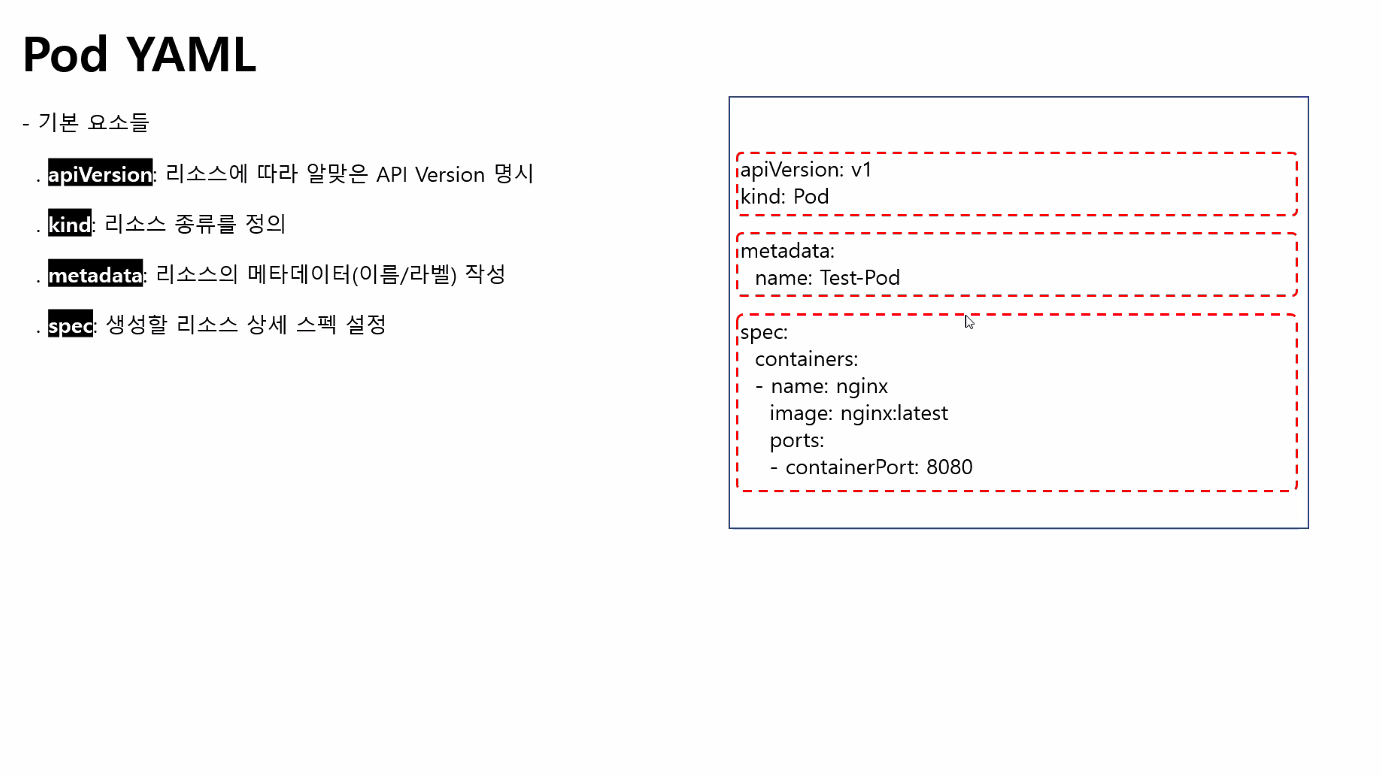 Pod YAML
- 기본 요소들
. apiVersion: 리소스에 따라 알맞은 API Version 명시
. kind: 리소스 종류를 정의
. metadata: 리소스의 메타데이터(이름/라벨) 작성
. spec: 생성할 리소스 상세 스펙 설정
apiVersion: v1
kind: Pod
metadata:
  name: Test-Pod
spec:
  containers:
  - name: nginx
    image: nginx:latest
    ports:
    - containerPort: 8080